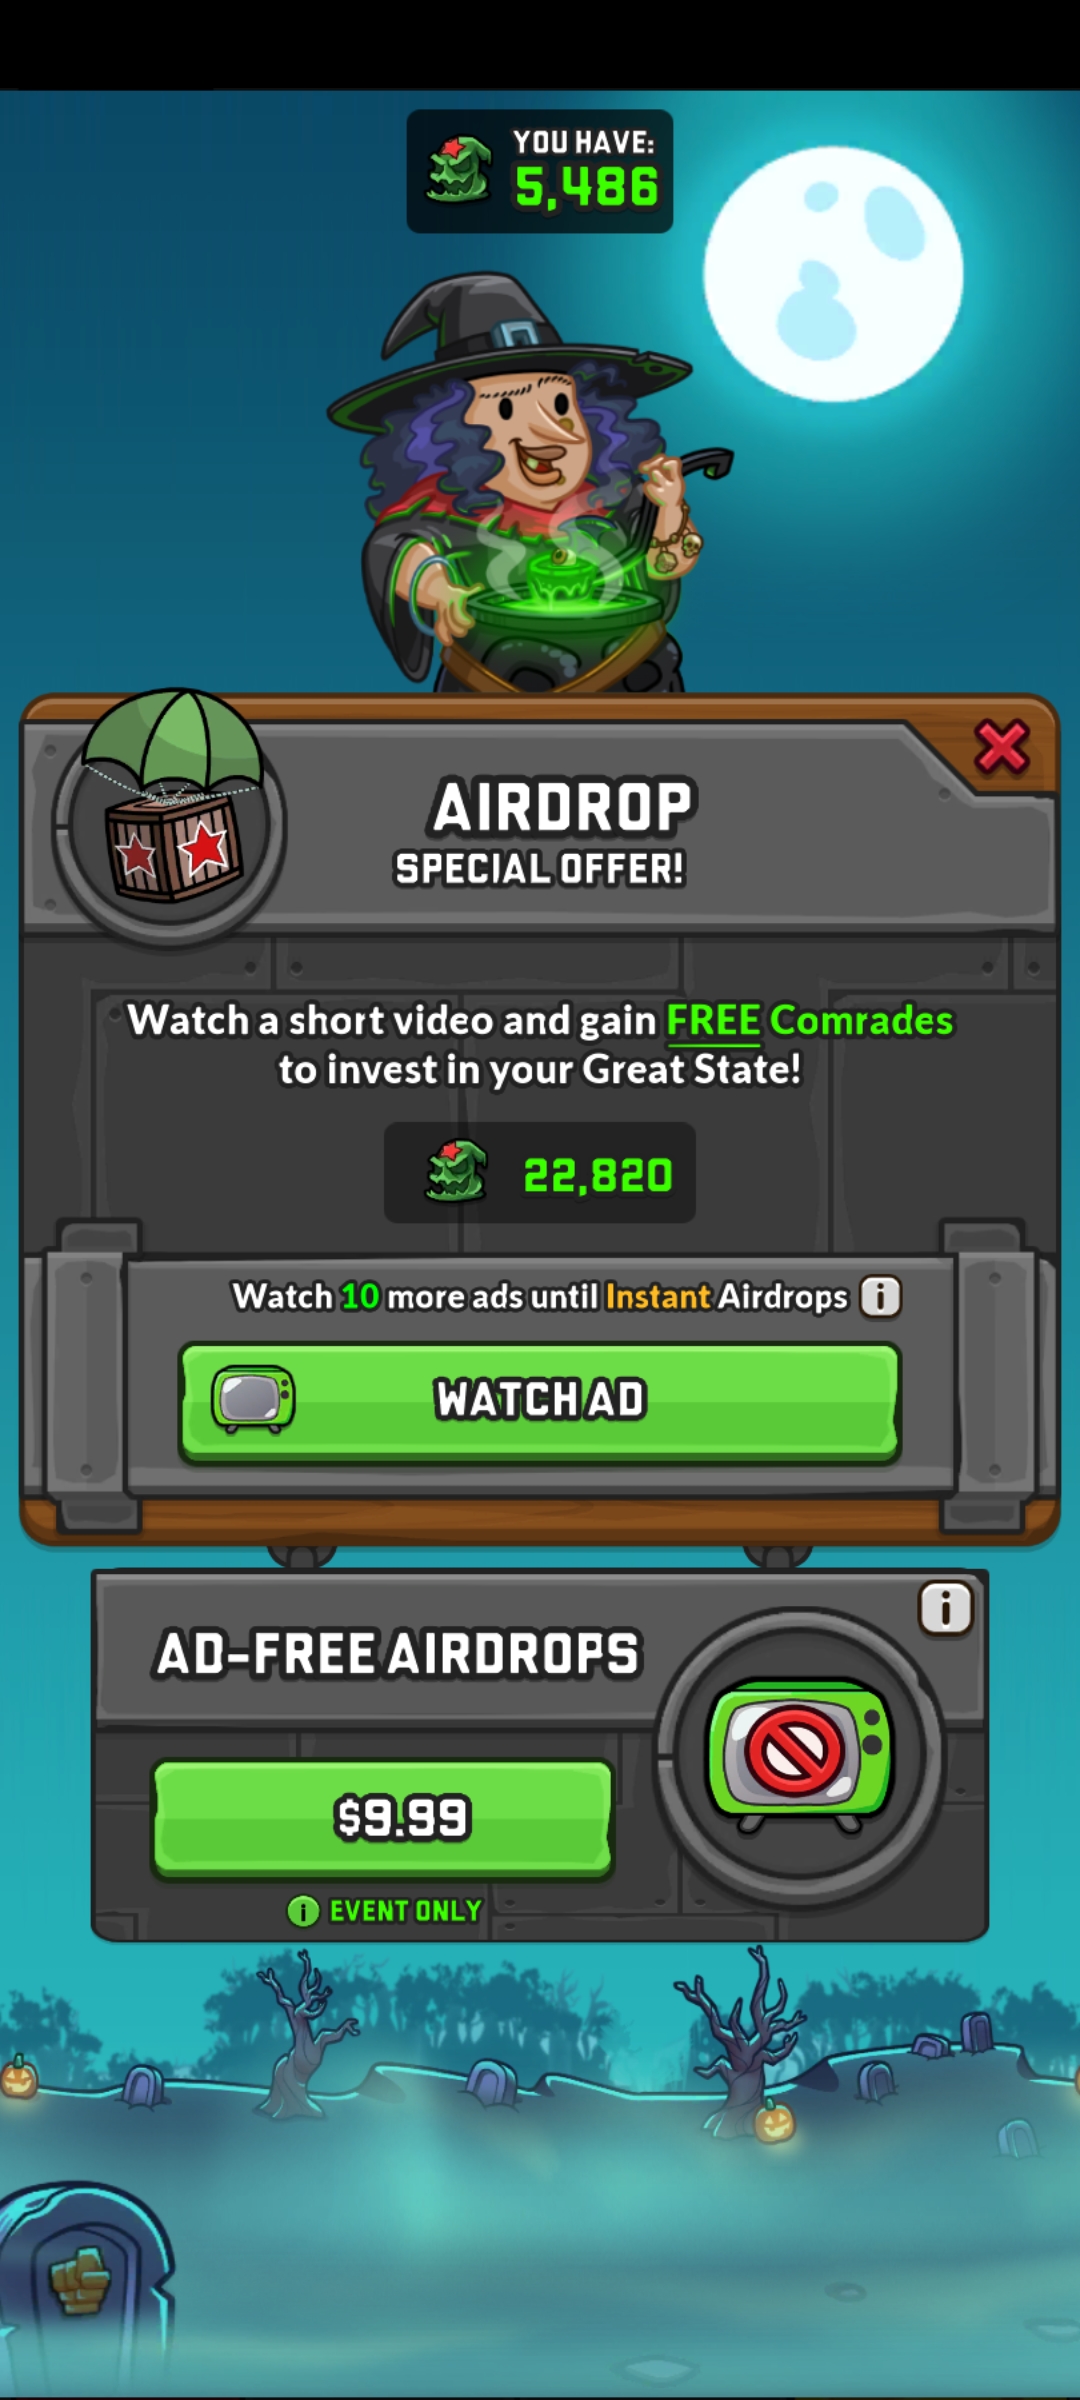 YOU HAVE:
5,486
AIRDROP
SPECIAL OFFER!
Watch a short video and gain FREE Comrades
to invest in your Great State!
22,820
Watch 10 more ads until Instant Airdrops i
WATCH AD
i
AD-FREE AIRDROPS
$9.99
i EVENT ONLY